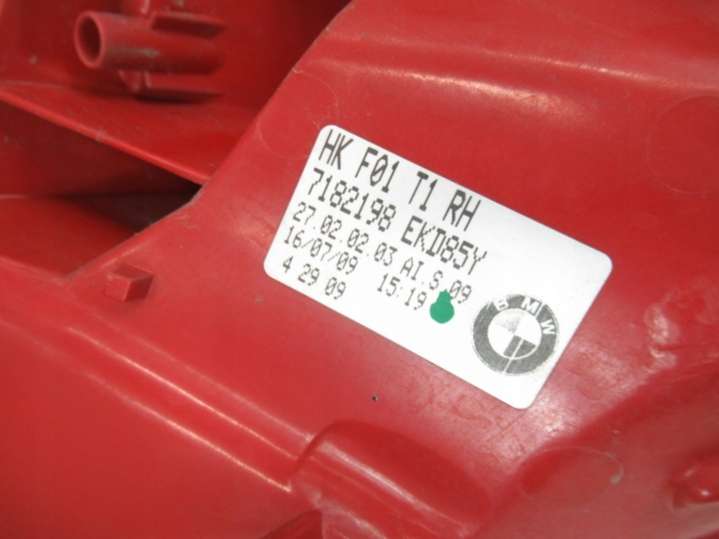 HK F01 T1 RH
7182198 EKD85Y
27.02.02.03 AI.S.09
16/07/09 15:19
4 29 09
BMW